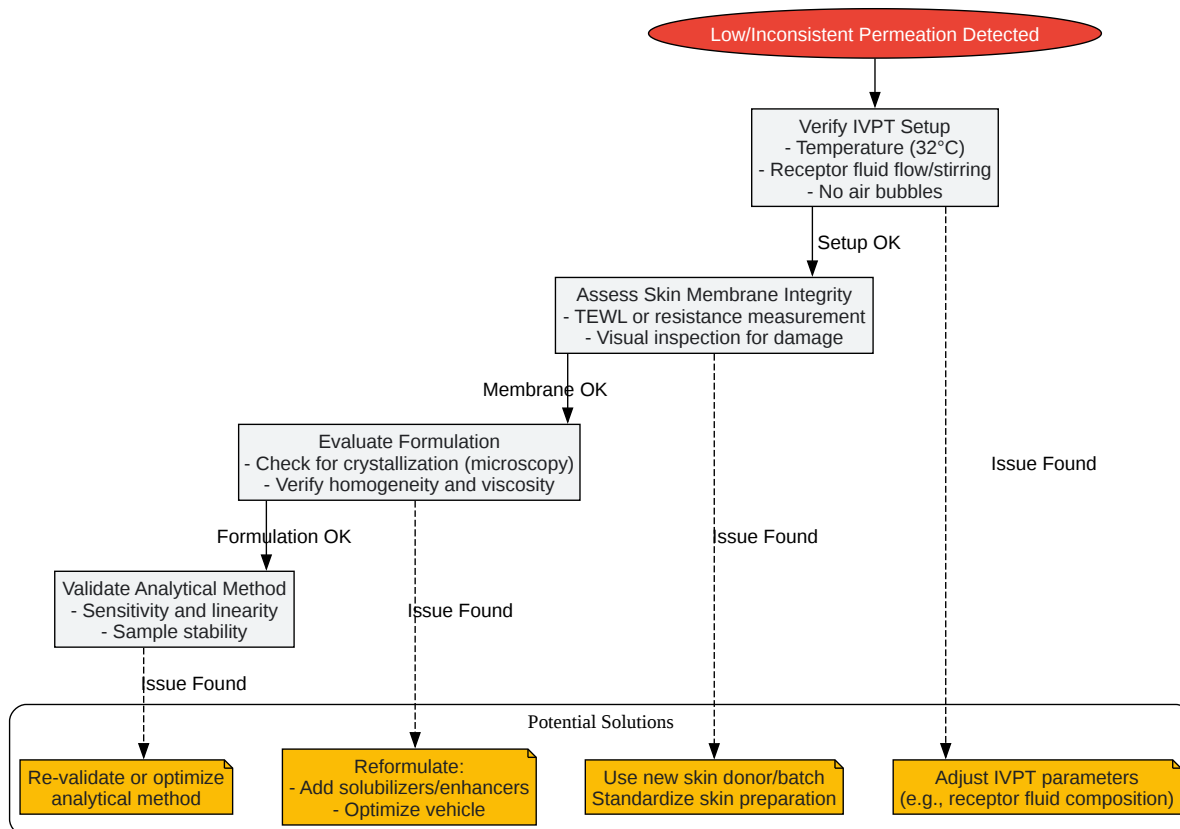 Low/Inconsistent Permeation Detected
Verify IVPT Setup
- Temperature (32°C)
- Receptor fluid flow/stirring
- No air bubbles
Setup OK
Assess Skin Membrane Integrity
- TEWL or resistance measurement
- Visual inspection for damage
Membrane OK
Evaluate Formulation
- Check for crystallization (microscopy)
- Verify homogeneity and viscosity
Issue Found
Formulation OK
Issue Found
Validate Analytical Method
- Sensitivity and linearity
- Sample stability
Issue Found
Issue Found
Potential Solutions
Re-validate or optimize
analytical method
Reformulate:
- Add solubilizers/enhancers
- Optimize vehicle
Use new skin donor/batch
Standardize skin preparation
Adjust IVPT parameters
(e.g., receptor fluid composition)